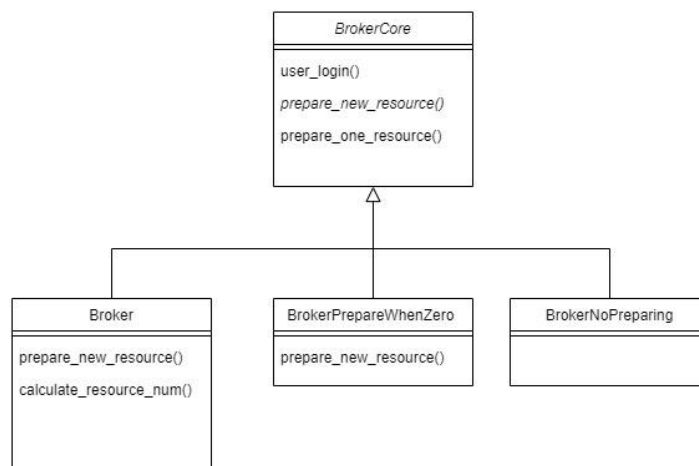 BrokerCore
user_login()
prepare_new_resource()
prepare_one_resource()
Broker
prepare_new_resource()
calculate_resource_num()
BrokerPrepareWhenZero
prepare_new_resource()
BrokerNoPreparing